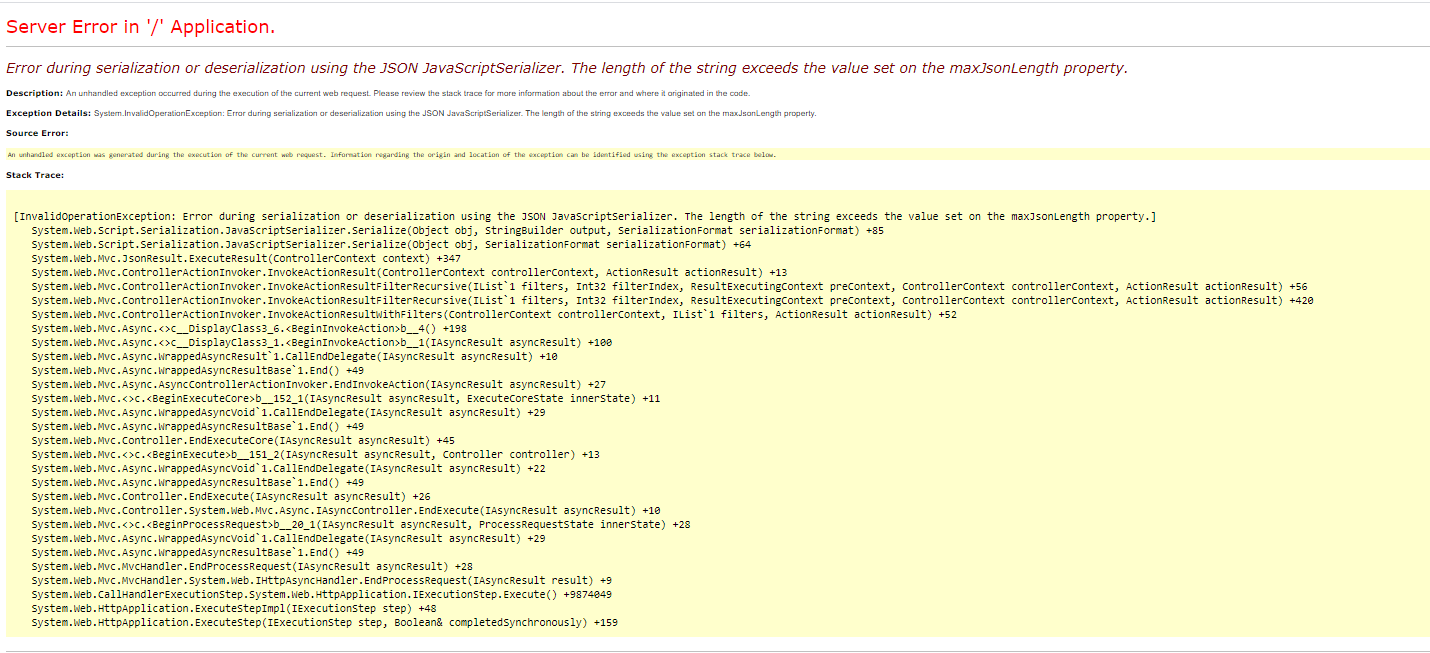 Server Error in '/' Application.
Error during serialization or deserialization using the JSON JavaScriptSerializer. The length of the string exceeds the value set on the maxJsonLength property.
Description: An unhandled exception occurred during the execution of the current web request. Please review the stack trace for more information about the error and where it originated in the code.
Exception Details: System.InvalidOperationException: Error during serialization or deserialization using the JSON JavaScriptSerializer. The length of the string exceeds the value set on the maxJsonLength property.
Source Error:
An unhandled exception was generated during the execution of the current web request. Information regarding the origin and location of the exception can be identified using the exception stack trace below.
Stack Trace:
[InvalidOperationException: Error during serialization or deserialization using the JSON JavaScriptSerializer. The length of the string exceeds the value set on the maxJsonLength property.]
System.Web.Script.Serialization.JavaScriptSerializer.Serialize(Object obj, StringBuilder output, SerializationFormat serializationFormat) +85
System.Web.Script.Serialization.JavaScriptSerializer.Serialize(Object obj, SerializationFormat serializationFormat) +64
System.Web.Mvc.JsonResult.ExecuteResult(ControllerContext context) +347
System.Web.Mvc.ControllerActionInvoker.InvokeActionResult(ControllerContext controllerContext, ActionResult actionResult) +13
System.Web.Mvc.ControllerActionInvoker.InvokeActionResultFilterRecursive(IList`1 filters, Int32 filterIndex, ResultExecutingContext preContext, ControllerContext controllerContext, ActionResult actionResult) +56
System.Web.Mvc.ControllerActionInvoker.InvokeActionResultFilterRecursive(IList`1 filters, Int32 filterIndex, ResultExecutingContext preContext, ControllerContext controllerContext, ActionResult actionResult) +420
System.Web.Mvc.ControllerActionInvoker.InvokeActionResultWithFilters(ControllerContext controllerContext, IList`1 filters, ActionResult actionResult) +52
System.Web.Mvc.Async.<>c__DisplayClass3_6.<BeginInvokeAction>b__4() +198
System.Web.Mvc.Async.<>c__DisplayClass3_1.<BeginInvokeAction>b__1(IAsyncResult asyncResult) +100
System.Web.Mvc.Async.WrappedAsyncResult`1.CallEndDelegate(IAsyncResult asyncResult) +10
System.Web.Mvc.Async.WrappedAsyncResultBase`1.End() +49
System.Web.Mvc.Async.AsyncControllerActionInvoker.EndInvokeAction(IAsyncResult asyncResult) +27
System.Web.Mvc.<>c.<BeginExecuteCore>b__152_1(IAsyncResult asyncResult, ExecuteCoreState innerState) +11
System.Web.Mvc.Async.WrappedAsyncVoid`1.CallEndDelegate(IAsyncResult asyncResult) +29
System.Web.Mvc.Async.WrappedAsyncResultBase`1.End() +49
System.Web.Mvc.Controller.EndExecuteCore(IAsyncResult asyncResult) +45
System.Web.Mvc.<>c.<BeginExecute>b__151_2(IAsyncResult asyncResult, Controller controller) +13
System.Web.Mvc.Async.WrappedAsyncVoid`1.CallEndDelegate(IAsyncResult asyncResult) +22
System.Web.Mvc.Async.WrappedAsyncResultBase`1.End() +49
System.Web.Mvc.Controller.EndExecute(IAsyncResult asyncResult) +26
System.Web.Mvc.Controller.System.Web.Mvc.Async.IAsyncController.EndExecute(IAsyncResult asyncResult) +10
System.Web.Mvc.<>c.<BeginProcessRequest>b__20_1(IAsyncResult asyncResult, ProcessRequestState innerState) +28
System.Web.Mvc.Async.WrappedAsyncVoid`1.CallEndDelegate(IAsyncResult asyncResult) +29
System.Web.Mvc.Async.WrappedAsyncResultBase`1.End() +49
System.Web.Mvc.MvcHandler.EndProcessRequest(IAsyncResult asyncResult) +28
System.Web.Mvc.MvcHandler.System.Web.IHttpAsyncHandler.EndProcessRequest(IAsyncResult result) +9
System.Web.CallHandlerExecutionStep.System.Web.HttpApplication.IExecutionStep.Execute() +9874049
System.Web.HttpApplication.ExecuteStepImpl(IExecutionStep step) +48
System.Web.HttpApplication.ExecuteStep(IExecutionStep step, Boolean& completedSynchronously) +159